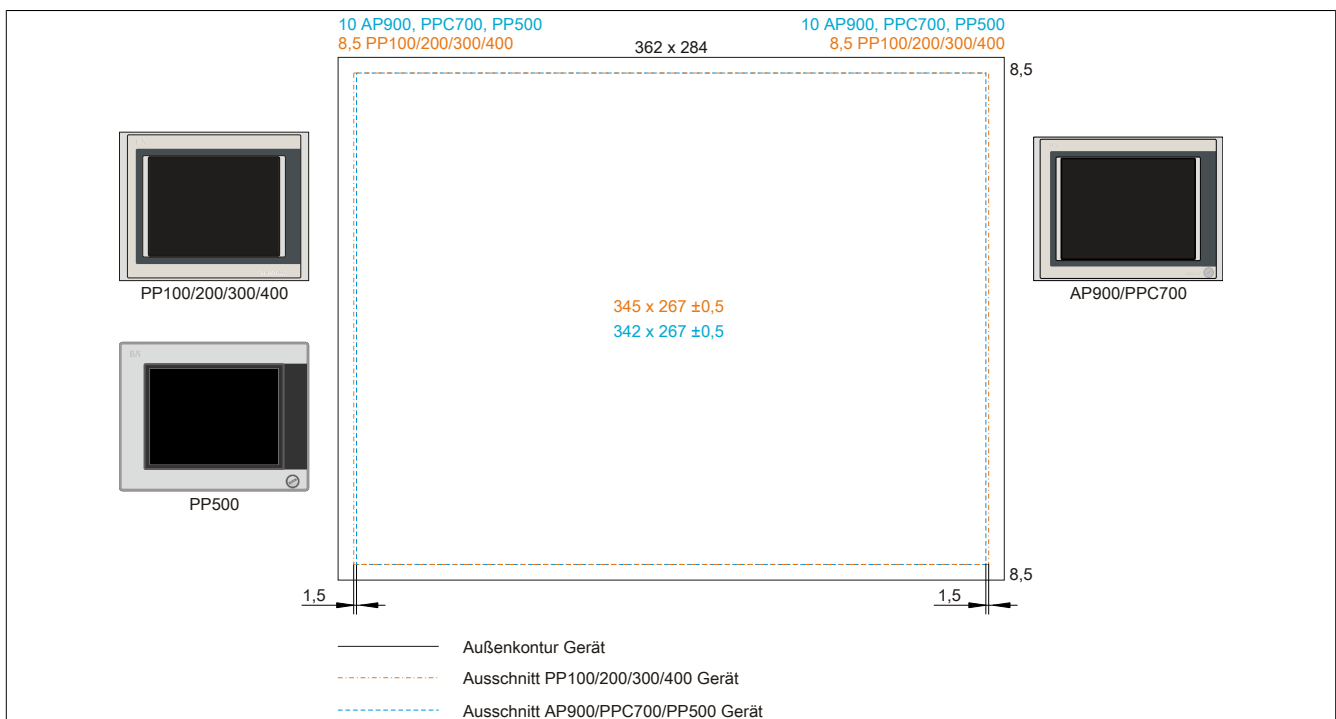 10 AP900, PPC700, PP500
10 AP900, PPC700, PP500
8,5 PP100/200/300/400
362 x 284
8,5 PP100/200/300/400
8,5
PP100/200/300/400
AP900/PPC700
345 x 267 ±0,5
342 x 267 ±0,5
PP500
8,5
1,5
1,5
Außenkontur Gerät
Ausschnitt PP100/200/300/400 Gerät
Ausschnitt AP900/PPC700/PP500 Gerät